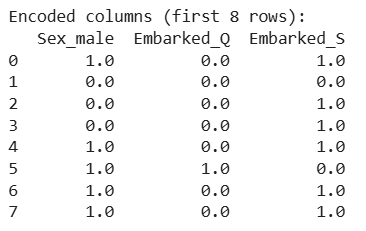 Encoded columns (first 8 rows):
   Sex_male  Embarked_Q  Embarked_S
0       1.0         0.0         1.0
1       0.0         0.0         0.0
2       0.0         0.0         1.0
3       0.0         0.0         1.0
4       1.0         0.0         1.0
5       1.0         1.0         0.0
6       1.0         0.0         1.0
7       1.0         0.0         1.0